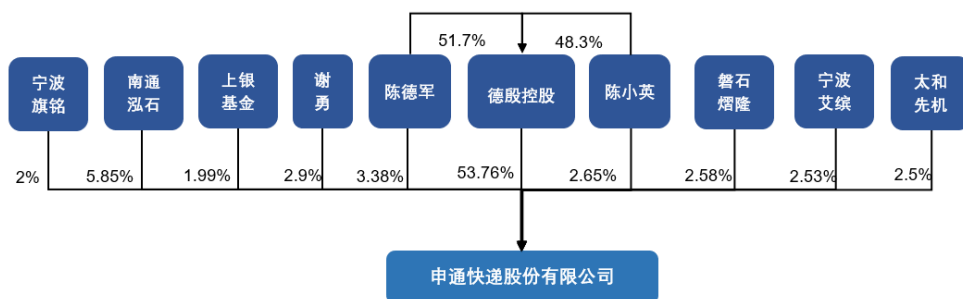 51.7%
48.3%
宁波
旗铭
南通
泓石
上银
基金
谢
勇
陈德军
德殷控股
陈小英
磐石
熠隆
宁波
艾缤
太和
先机
2%
5.85%
1.99%
2.9%
3.38%
53.76%
2.65%
2.58%
2.53%
2.5%
申通快递股份有限公司